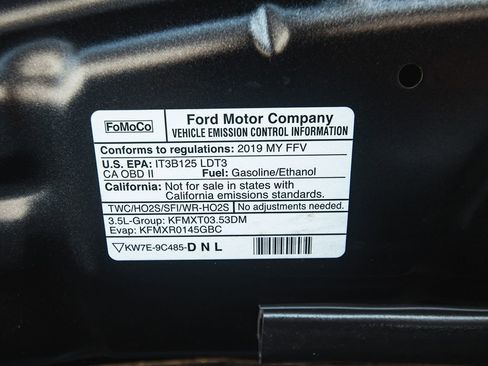 FoMoCo
Ford Motor Company
VEHICLE EMISSION CONTROL INFORMATION
Conforms to regulations: 2019 MY FFV
U.S. EPA: IT3B125 LDT3
CA OBD II Fuel: Gasoline/Ethanol
California: Not for sale in states with
California emissions standards.
TWC/HO2S/SFI/WR-HO2S No adjustments needed.
3.5L-Group: KFMXT03.53DM
Evap: KFMXR0145GBC
KW7E-9C485-D N L